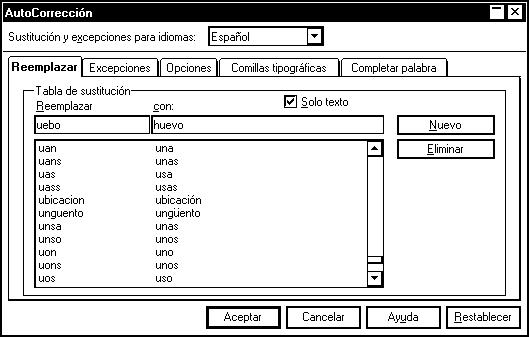 AutoCorrección
Sustitución y excepciones para idiomas: Español
Reemplazar Excepciones Opciones Comillas tipográficas Completar palabra
Tabla de sustitución
Reemplazar con: Solo texto
uebo huevo Nuevo
Eliminar
uan una
uans unas
uas usa
uass usas
ubicacion ubicación
unguento ungüento
unsa unas
unso unos
uon uno
uons unos
uos uso
Aceptar Cancelar Ayuda Restablecer